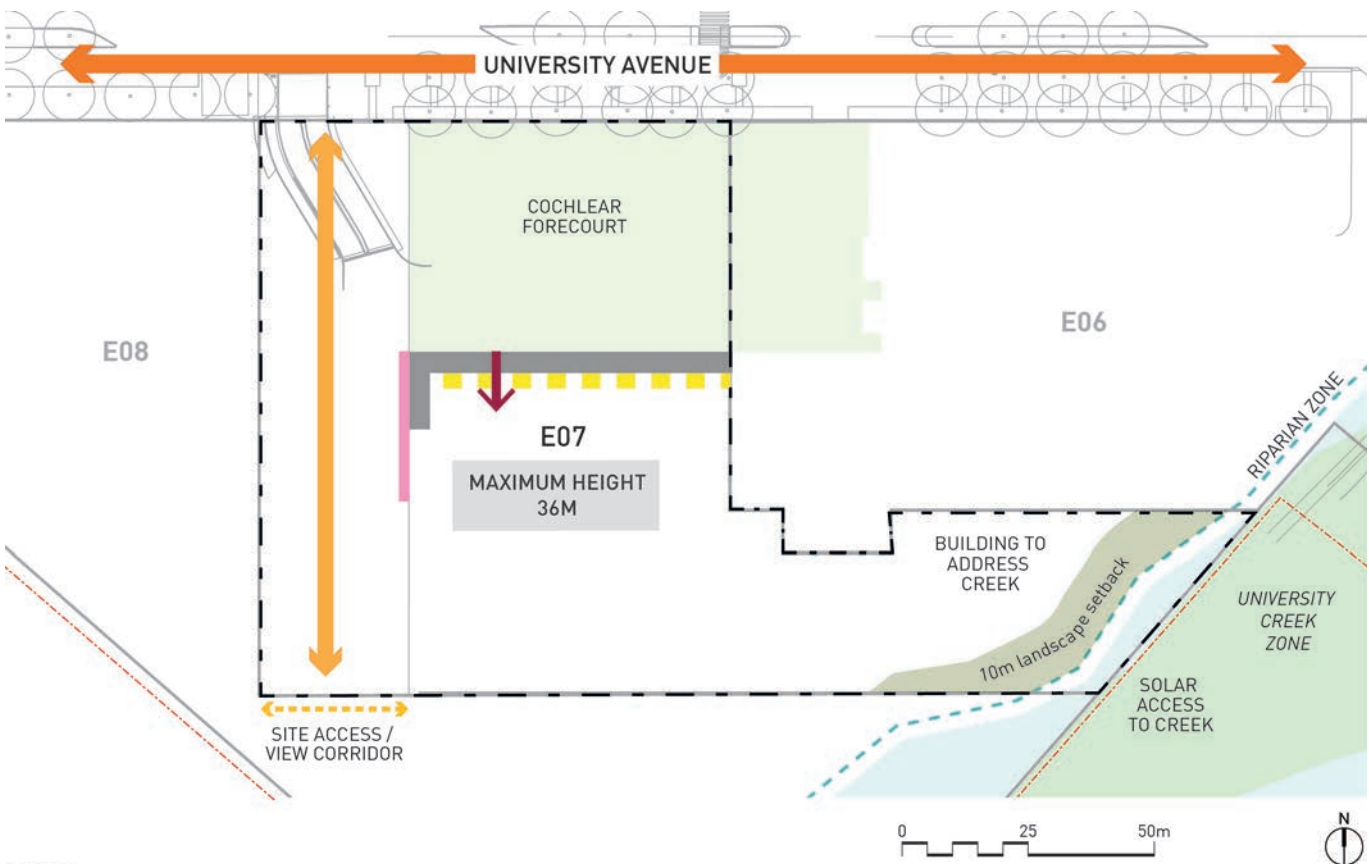 UNIVERSITY AVENUE
COCHLEAR
FORECOURT
E08
E06
E07
MAXIMUM HEIGHT
36M
RIPARIAN ZONE
BUILDING TO
ADDRESS
CREEK
10m landscape setback
UNIVERSITY
CREEK
ZONE
SOLAR
ACCESS
TO CREEK
SITE ACCESS /
VIEW CORRIDOR
0 25 50m
N